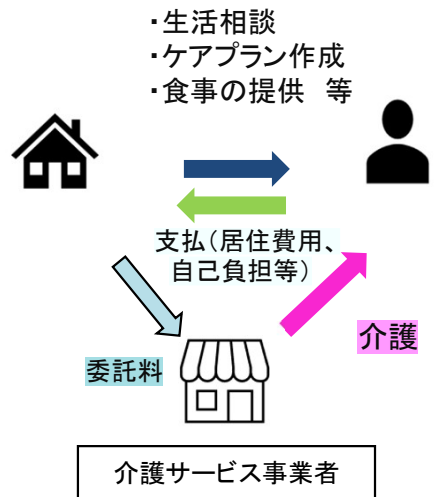 ・生活相談
・ケアプラン作成
・食事の提供　等
支払（居住費用、
自己負担等）
介護
委託料
介護サービス事業者